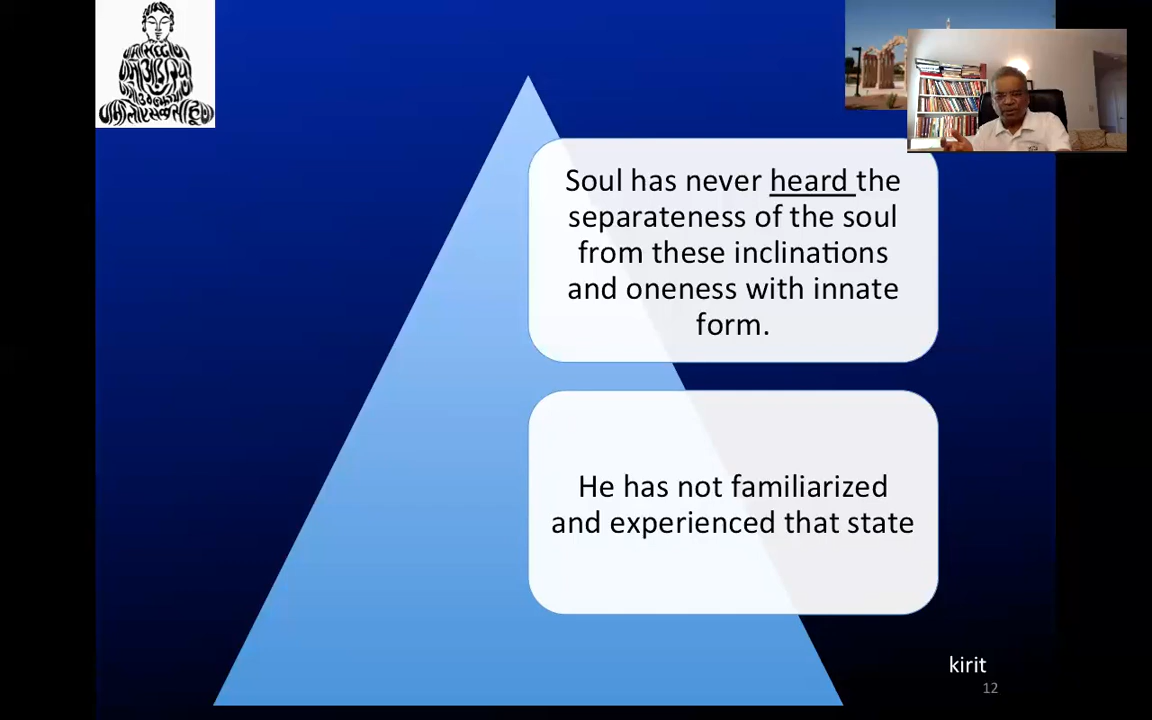 Soul has never heard the
separateness of the soul
from these inclinations
and oneness with innate
form.
He has not familiarized
and experienced that state
kirit
12